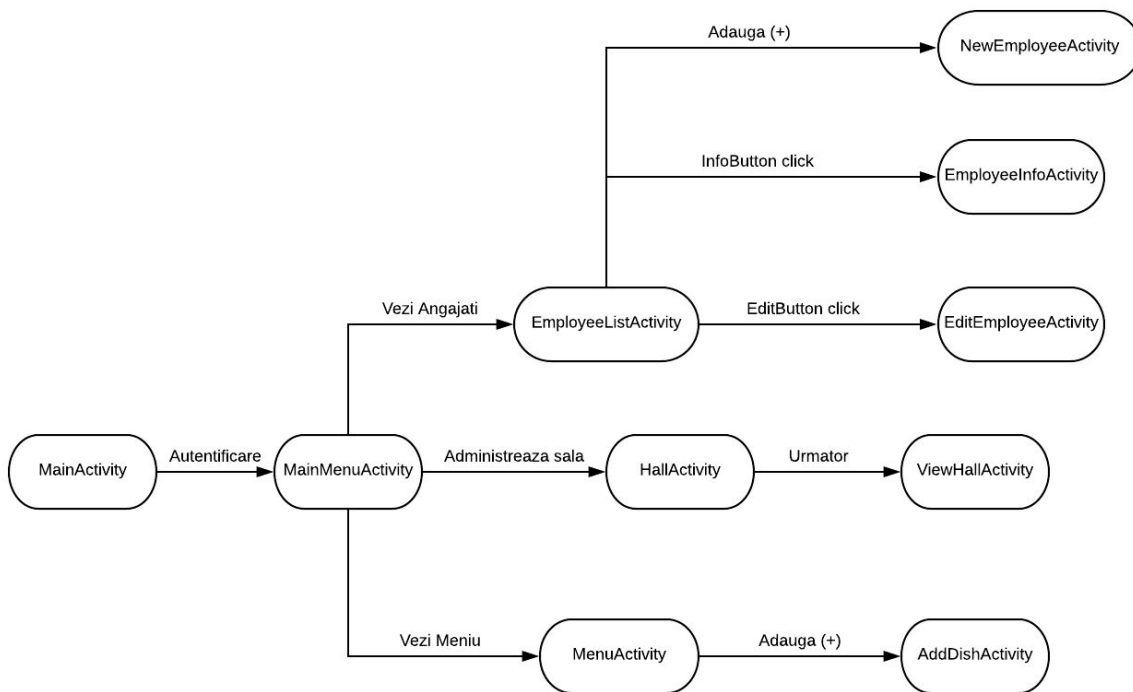 Adauga (+)
NewEmployeeActivity
InfoButton click
EmployeeInfoActivity
Vezi Angajati
EmployeeListActivity
EditButton click
EditEmployeeActivity
MainActivity
Autentificare
MainMenuActivity
Administreaza sala
HallActivity
Urmator
ViewHallActivity
Vezi Meniu
MenuActivity
Adauga (+)
AddDishActivity